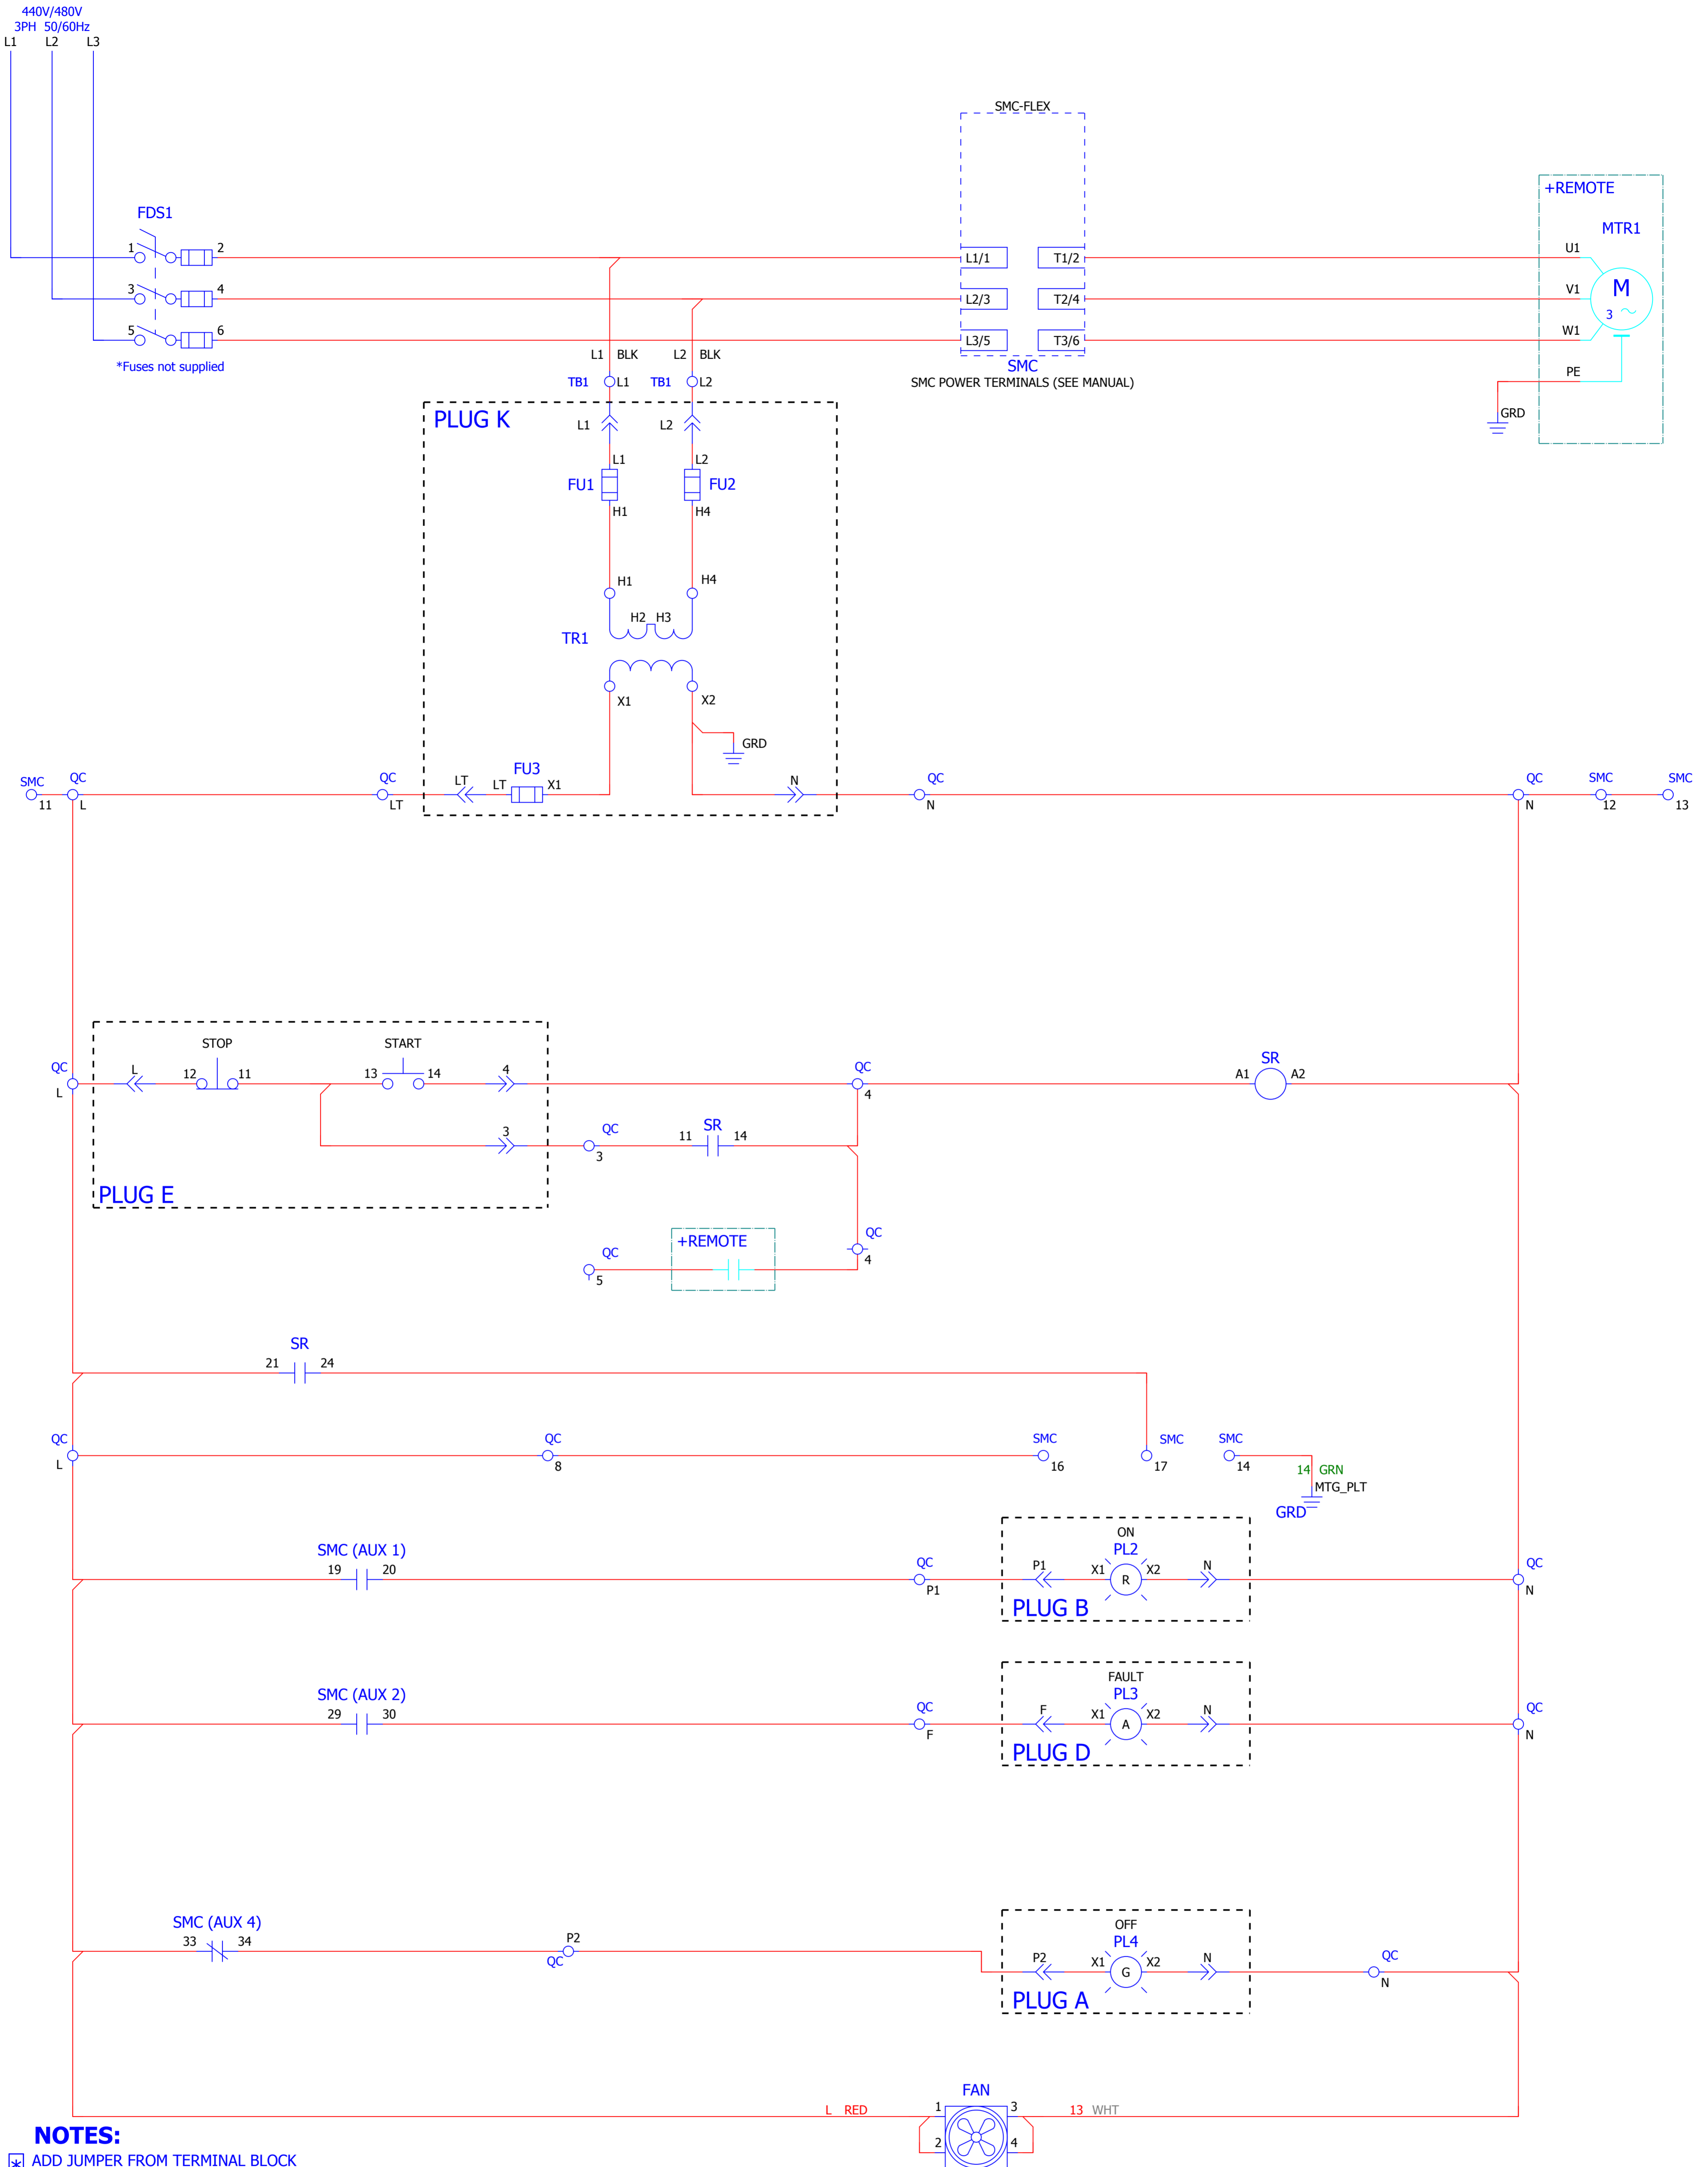 440V/480V
3PH 50/60Hz
L1 L2 L3
SMC-FLEX
+REMOTE
FDS1
MTR1
1 2 L1/1 T1/2 U1
M
3 4 L2/3 T2/4 V1
3
5 6 L3/5 T3/6 W1
*Fuses not supplied
L1 BLK L2 BLK
SMC
PE
TB1 L1 TB1 L2
SMC POWER TERMINALS (SEE MANUAL)
GRD
PLUG K
L1 L2
L1 L2
FU1 FU2
H1 H4
H1 H4
H2 H3
TR1
X1 X2
GRD
SMC QC QC LT LT FU3 X1 N QC QC SMC SMC
11 L LT N N 12 13
STOP START
QC L 12 11 13 14 4 QC A1 SR A2
L 4
3 QC 11 SR 14
3
PLUG E
+REMOTE
QC QC
5 4
SR
21 24
QC QC SMC SMC SMC
L 8 16 17 14
14 GRN
MTG_PLT
GRD
ON
SMC (AUX 1) PL2
19 20 QC P1 X1 R X2 N QC
P1 N
PLUG B
FAULT
SMC (AUX 2) PL3
29 30 QC F X1 A X2 N QC
F N
PLUG D
OFF
SMC (AUX 4) PL4
33 34 P2 P2 X1 G X2 N QC
QC N
PLUG A
FAN
L RED 1 3 13 WHT
2 4
NOTES:
* ADD JUMPER FROM TERMINAL BLOCK